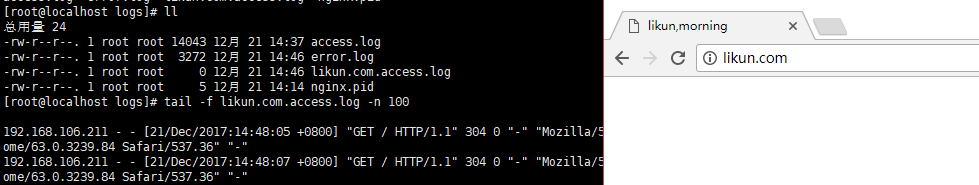 [root@localhost logs]# ll
总用量 24
-rw-r--r--. 1 root root 14043 12月 21 14:37 access.log
-rw-r--r--. 1 root root  3272 12月 21 14:46 error.log
-rw-r--r--. 1 root root     0 12月 21 14:46 likun.com.access.log
-rw-r--r--. 1 root root     5 12月 21 14:14 nginx.pid
[root@localhost logs]# tail -f likun.com.access.log -n 100
192.168.106.211 - - [21/Dec/2017:14:48:05 +0800] "GET / HTTP/1.1" 304 0 "-" "Mozilla/5
ome/63.0.3239.84 Safari/537.36" "-"
192.168.106.211 - - [21/Dec/2017:14:48:07 +0800] "GET / HTTP/1.1" 304 0 "-" "Mozilla/5
ome/63.0.3239.84 Safari/537.36" "-"
likun,morning
likun.com